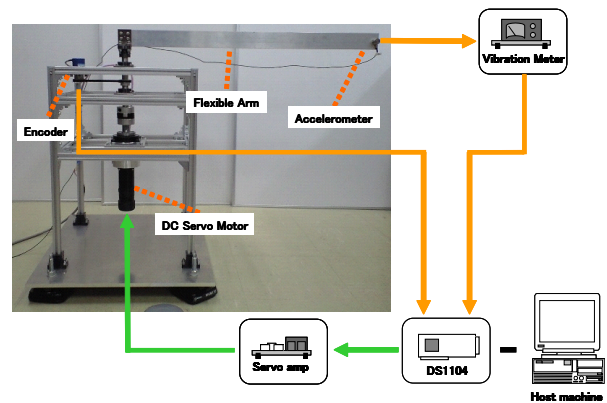 Vibration Meter
Flexible Arm
Accelerometer
Encoder
DC Servo Motor
Servo amp
DS1104
Host machine